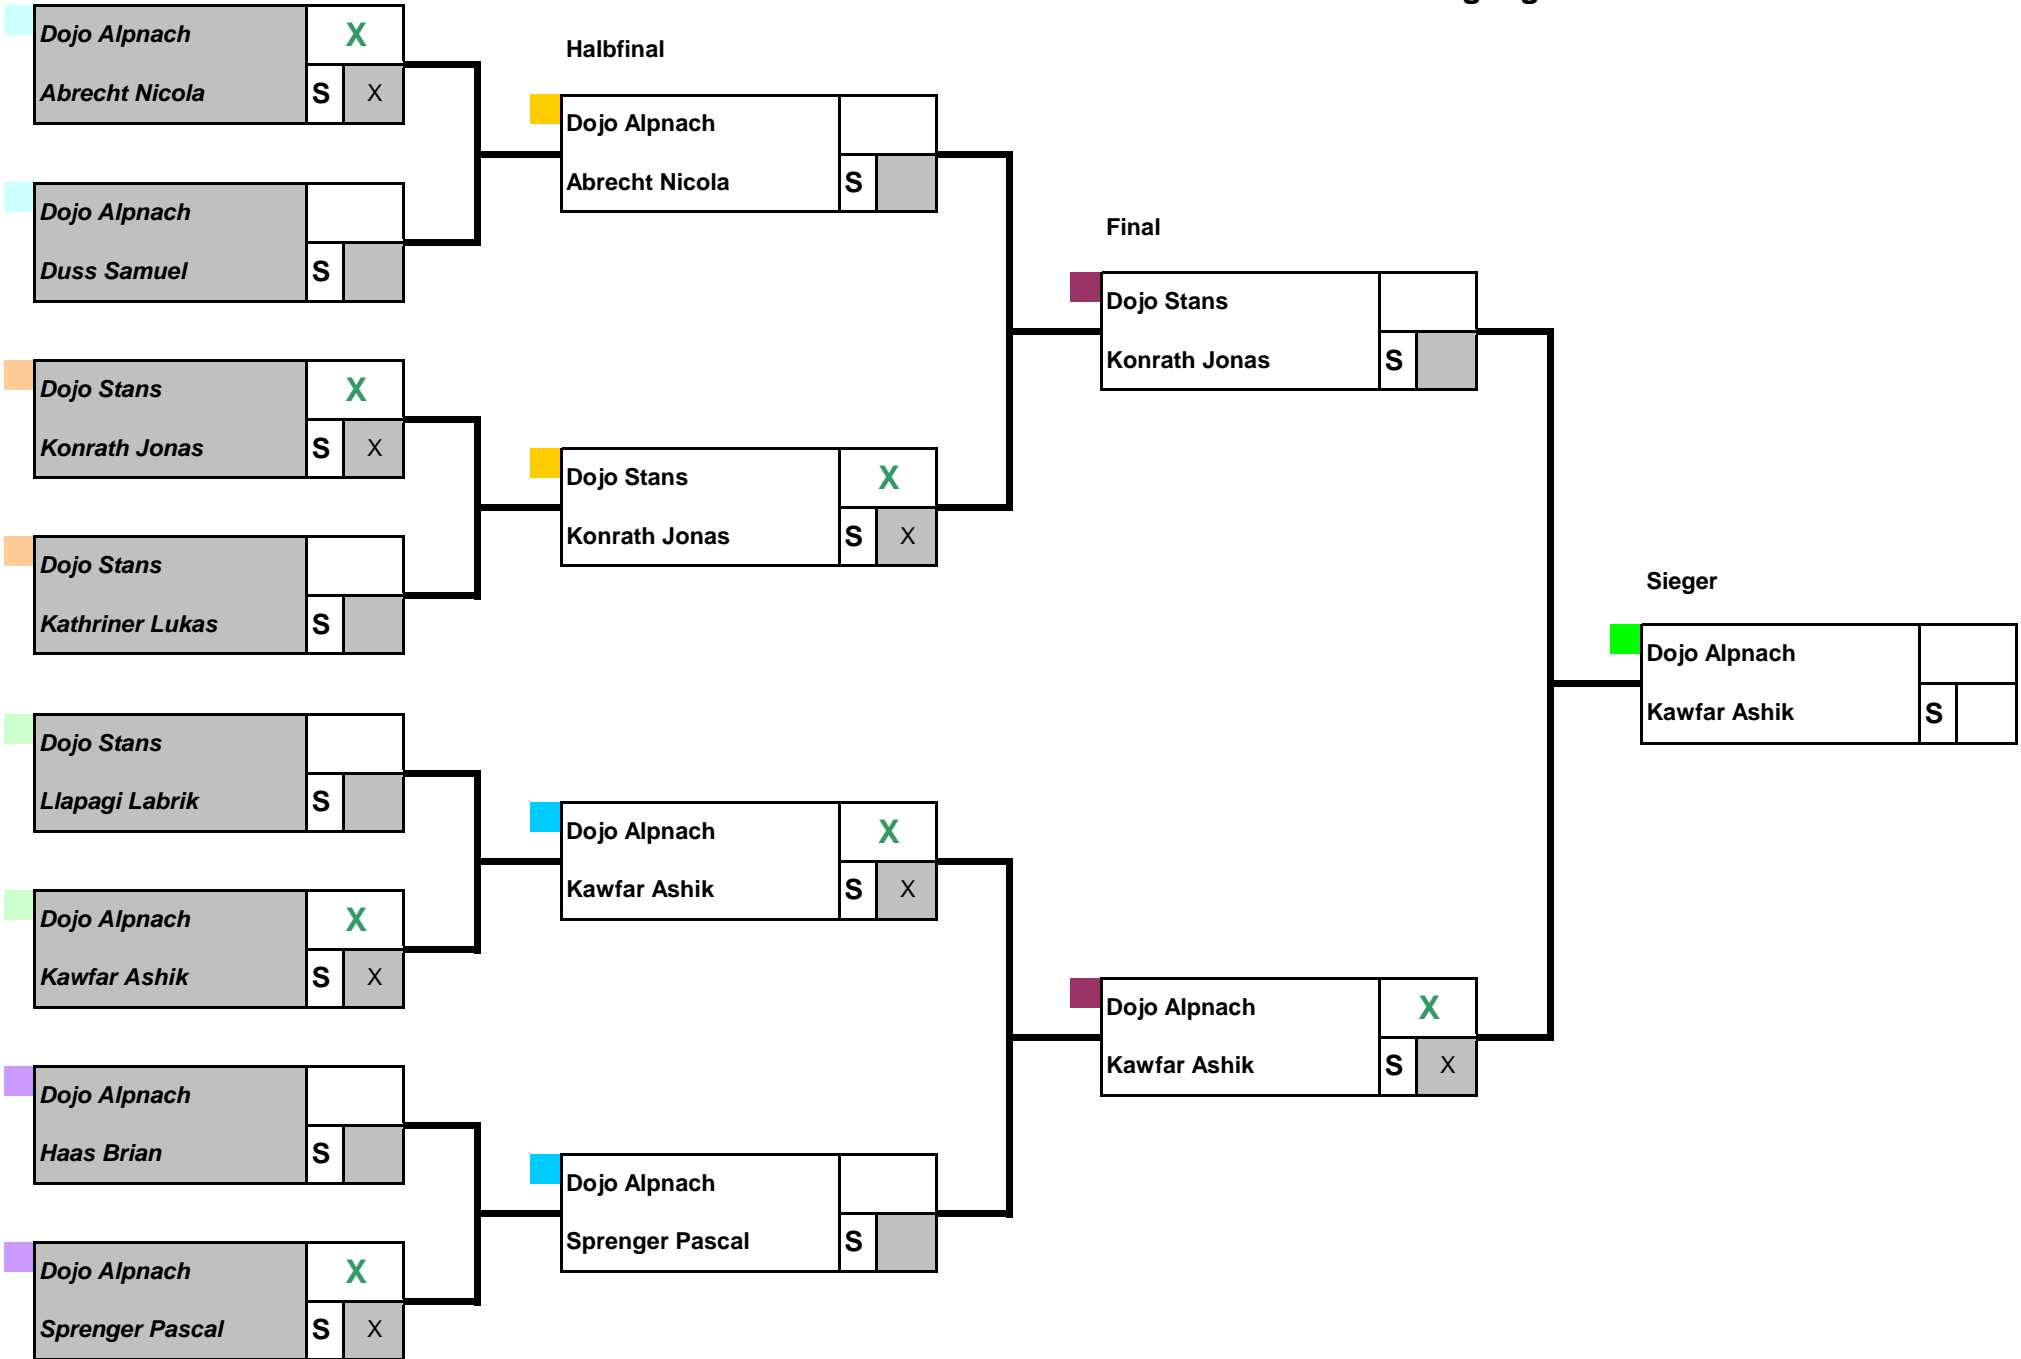 Dojo Alpnach X
Abrecht Nicola S X
Dojo Alpnach
Duss Samuel S
Dojo Stans X
Konrath Jonas S X
Dojo Stans
Kathriner Lukas S
Dojo Stans
Llapagi Labrik S
Dojo Alpnach X
Kawfar Ashik S X
Dojo Alpnach
Haas Brian S
Dojo Alpnach X
Sprenger Pascal S X
Halbfinal
Dojo Alpnach
Abrecht Nicola S
Dojo Stans X
Konrath Jonas S X
Dojo Alpnach X
Kawfar Ashik S X
Dojo Alpnach
Sprenger Pascal S
Final
Dojo Stans
Konrath Jonas S
Dojo Alpnach X
Kawfar Ashik S X
Sieger
Dojo Alpnach
Kawfar Ashik S